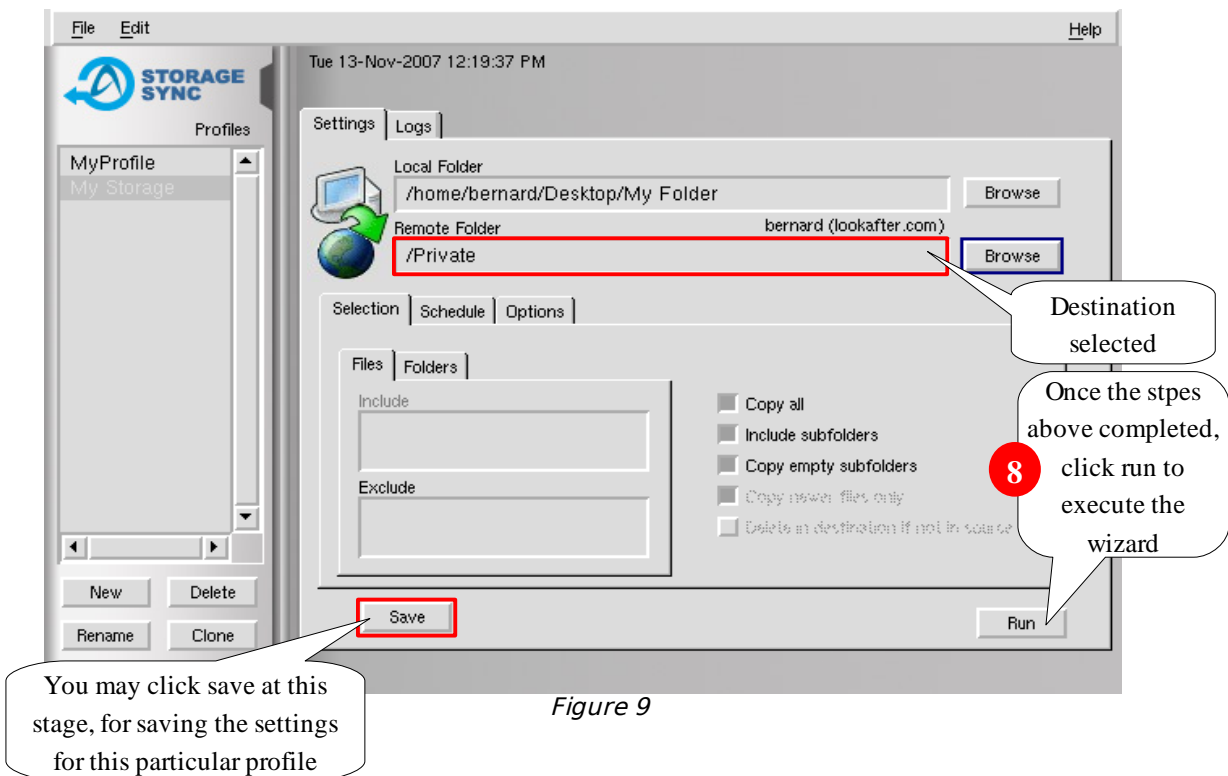 File Edit Help
STORAGE
SYNC
Profiles
MyProfile
My Storage
New Delete
Rename Clone
Tue 13-Nov-2007 12:19:37 PM
Settings Logs
Local Folder
/home/bernard/Desktop/My Folder Browse
Remote Folder bernard (lookafter.com)
/Private Browse
Destination
selected
Selection Schedule Options
Files Folders
Include
Exclude
Copy all
Include subfolders
Copy empty subfolders
Copy newer files only
Delete in destination if not in source
8
Once the stpes
above completed,
click run to
execute the
wizard
Save Run
You may click save at this
stage, for saving the settings
for this particular profile
Figure 9